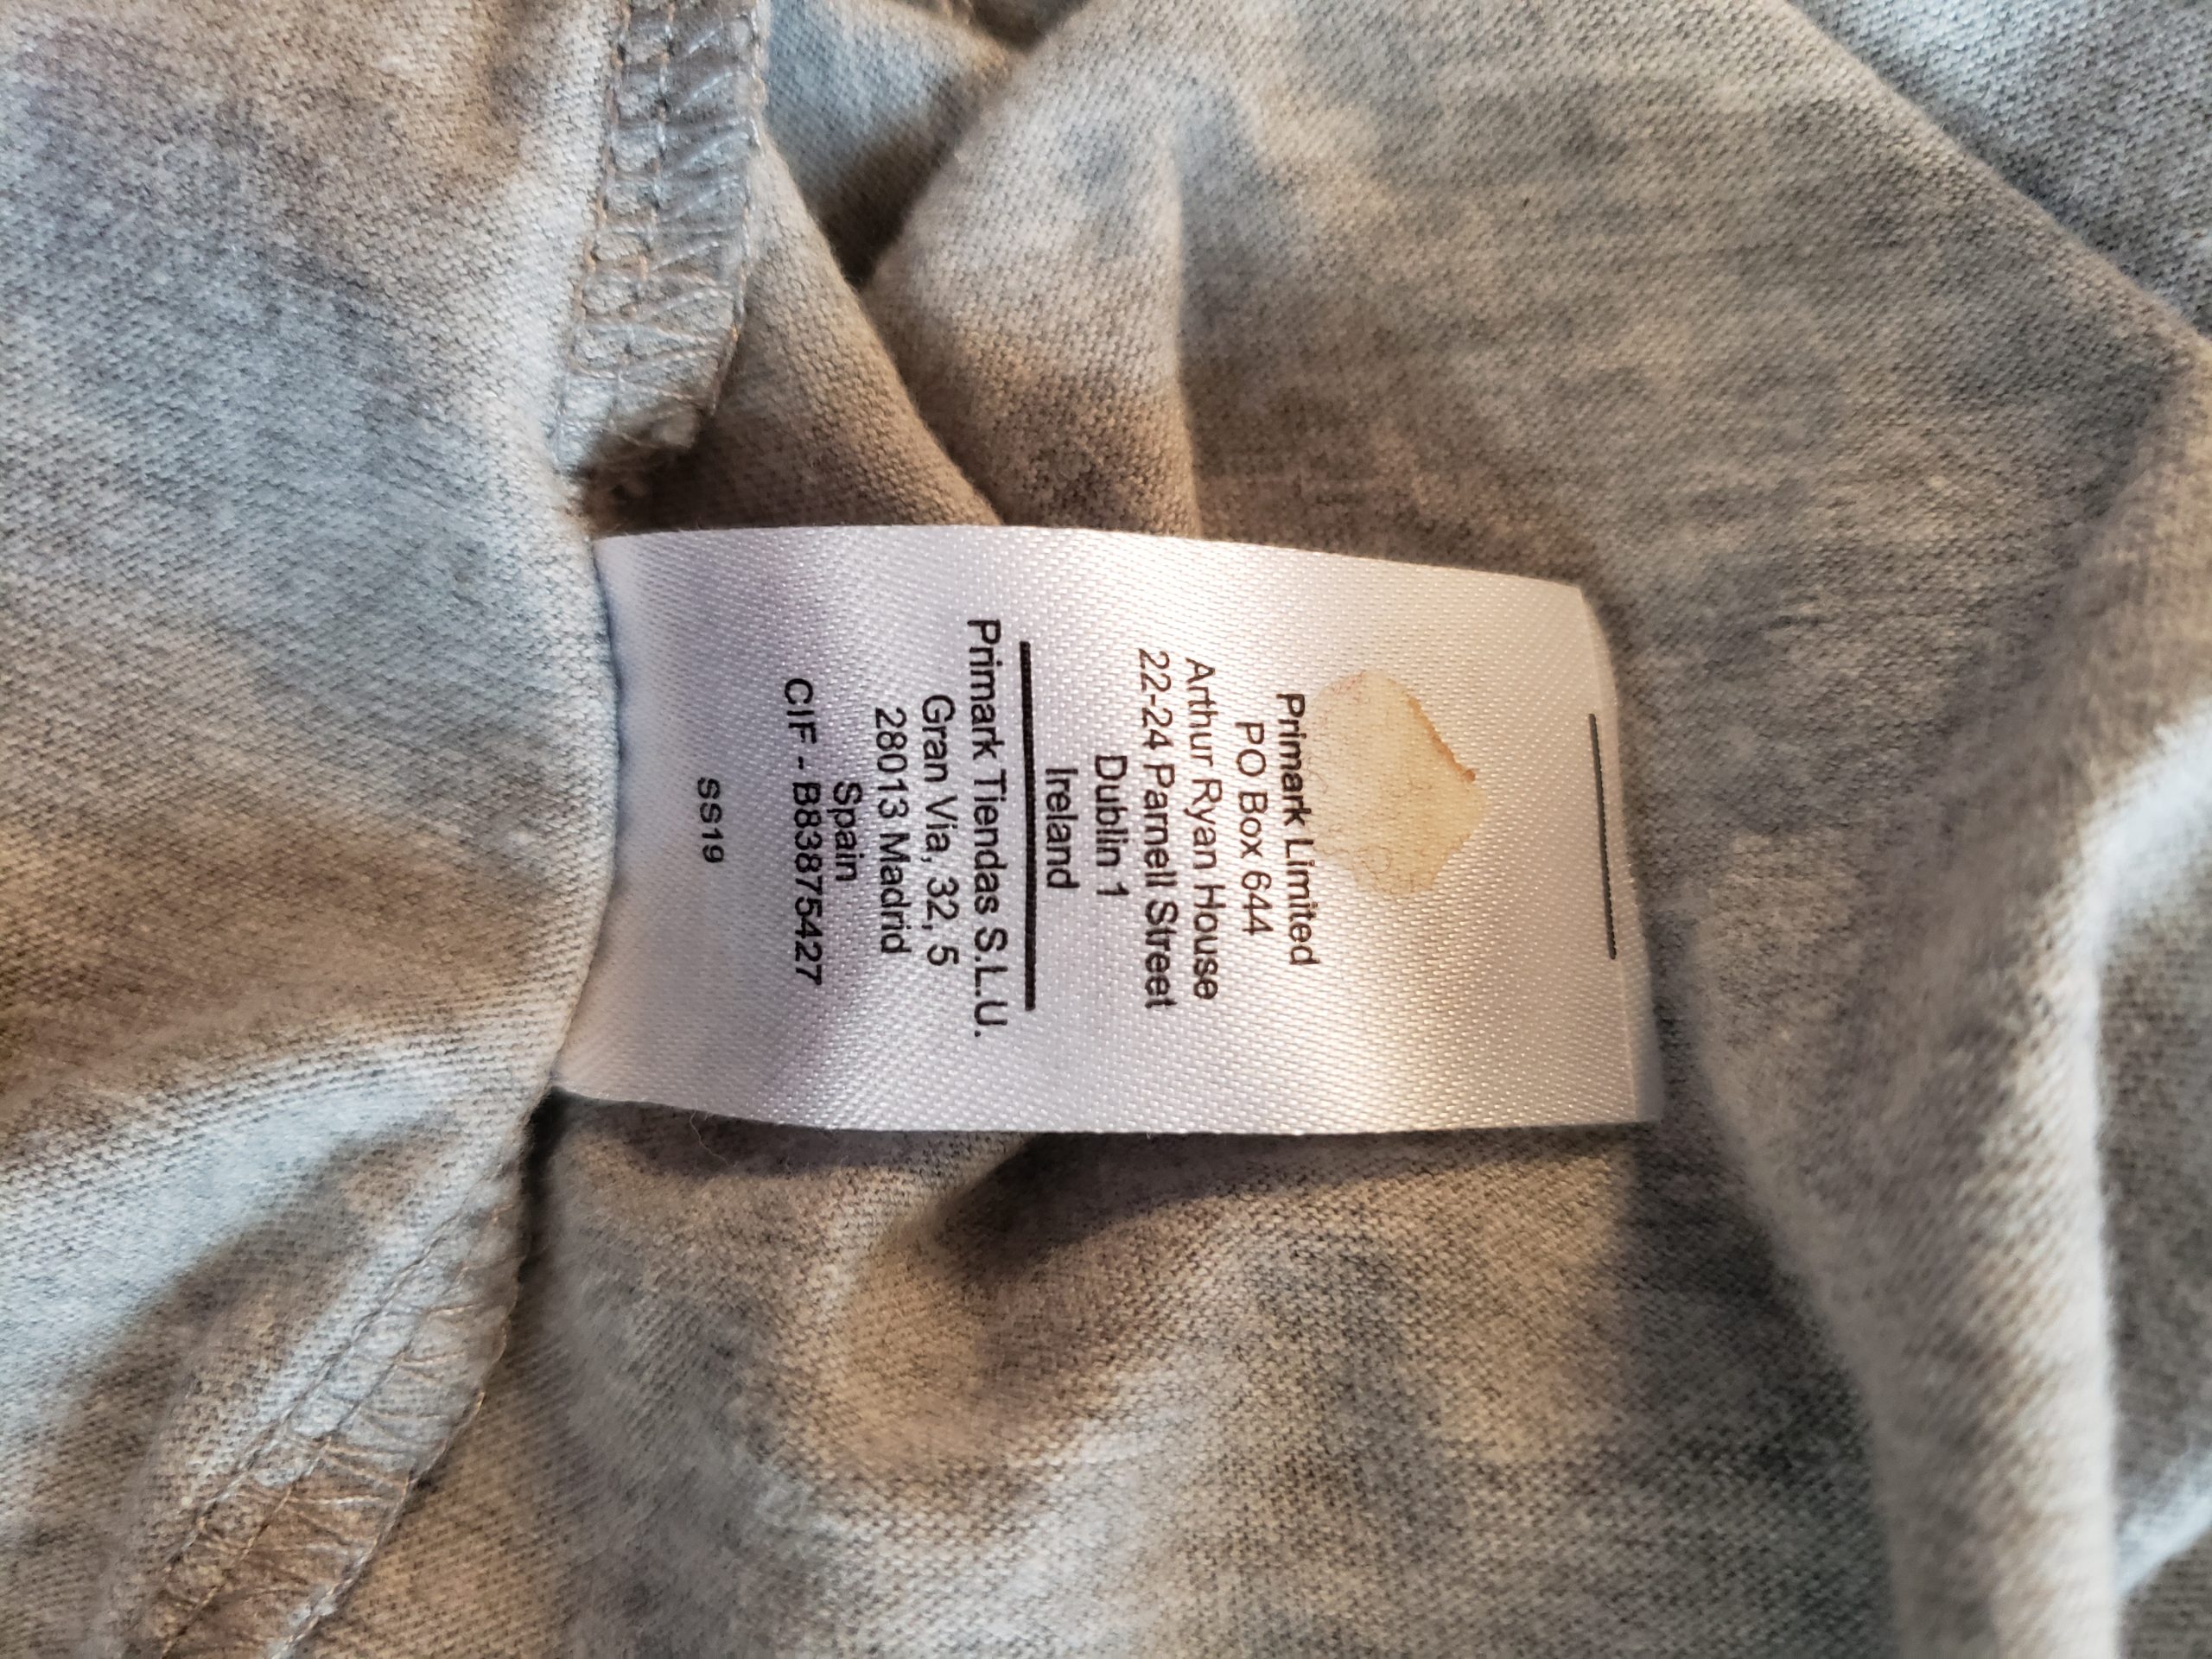 Primark Limited
PO Box 644
Arthur Ryan House
22-24 Parnell Street
Dublin 1
Ireland
Primark Tiendas S.L.U.
Gran Via, 32, 5
28013 Madrid
Spain
CIF - B83875427
SS19